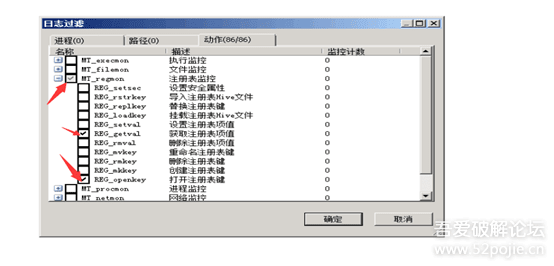 日志过滤
进程(0) 路径(0) 动作(86/86)
名称 描述 监控计数
MT_execmon 执行监控 0
MT_filemon 文件监控 0
MT_regmon 注册表监控 0
REG_setsec 设置安全属性 0
REG_rstrkey 导入注册表Hive文件 0
REG_replkey 替换注册表键 0
REG_loadkey 挂载注册表Hive文件 0
REG_setval 设置注册表项值 0
REG_getval 获取注册表项值 0
REG_rmval 删除注册表项值 0
REG_mvkey 重命名注册表键 0
REG_rmkey 删除注册表键 0
REG_mkkey 创建注册表键 0
REG_openkey 打开注册表键 0
MT_procmon 进程监控 0
MT_netmon 网络监控 0
确定 取消
吾爱破解论坛
www.52pojie.cn